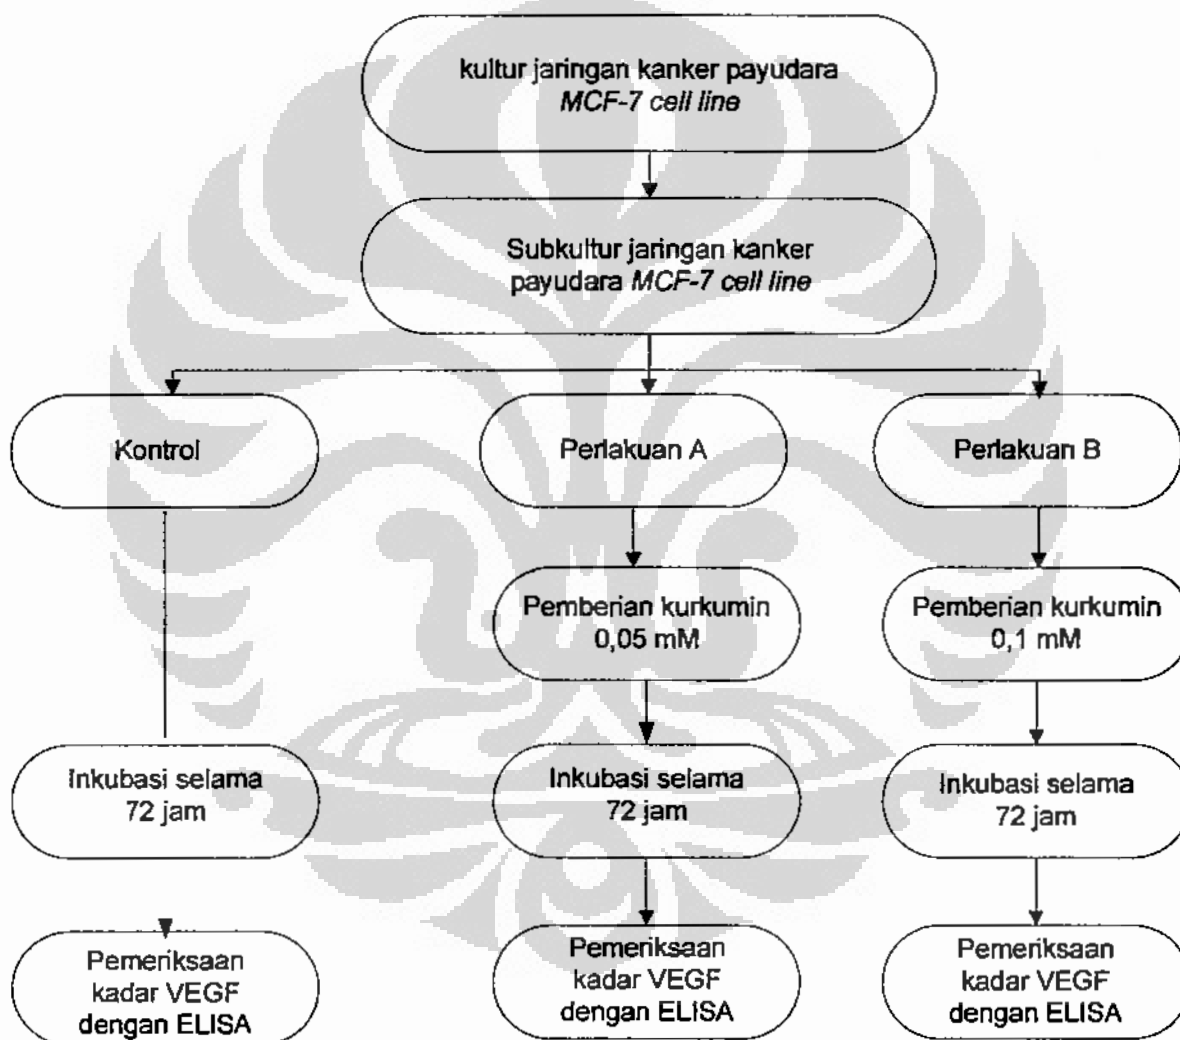 kultur jaringan kanker payudara
MCF-7 cell line
Subkultur jaringan kanker
payudara MCF-7 cell line
Kontrol
Perlakuan A
Perlakuan B
Pemberian kurkumin
0,05 mM
Pemberian kurkumin
0,1 mM
Inkubasi selama
72 jam
Inkubasi selama
72 jam
Inkubasi selama
72 jam
Pemeriksaan
kadar VEGF
dengan ELISA
Pemeriksaan
kadar VEGF
dengan ELISA
Pemeriksaan
kadar VEGF
dengan ELISA